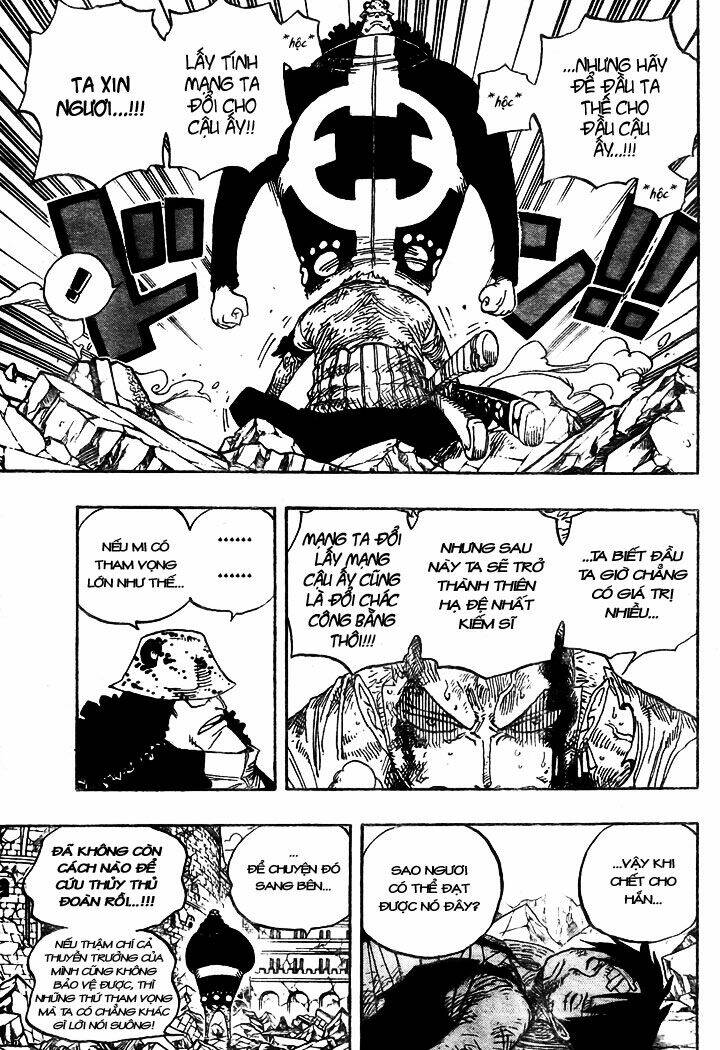 ...NHƯNG HÃY
ĐỂ ĐẦU TA
THẾ CHO
ĐẦU CẬU
ẤY...!!!
*hộc*
*hộc*
*hộc*
*hộc*
LẤY TÍNH
MẠNG TA
ĐỔI CHO
CẬU ẤY!!
TA XIN
NGƯƠI...!!!
ドン!!
!
...TA BIẾT ĐẦU
TA GIỜ CHẲNG
CÓ GIÁ TRỊ
NHIỀU...
NHƯNG SAU
NÀY TA SẼ TRỞ
THÀNH THIÊN
HẠ ĐỆ NHẤT
KIẾM SĨ
MẠNG TA ĐỔI
LẤY MẠNG
CẬU ẤY CŨNG
LÀ ĐỔI CHÁC
CÔNG BẰNG
THÔI!!!
......
......
NẾU MI CÓ
THAM VỌNG
LỚN NHƯ THẾ...
...VẬY KHI
CHẾT CHO
HẮN...
SAO NGƯƠI
CÓ THỂ ĐẠT
ĐƯỢC NÓ ĐÂY?
...
ĐỂ CHUYỆN ĐÓ
SANG BÊN...
ĐÃ KHÔNG CÒN
CÁCH NÀO ĐỂ
CỨU THỦY THỦ
ĐOÀN RỒI...!!!
NẾU THẬM CHÍ CẢ
THUYỀN TRƯỞNG CỦA
MÌNH CŨNG KHÔNG
BẢO VỆ ĐƯỢC, THÌ
NHỮNG THỨ THAM VỌNG
MÀ TA CÓ CHẲNG KHÁC
GÌ LỜI NÓI SUÔNG!